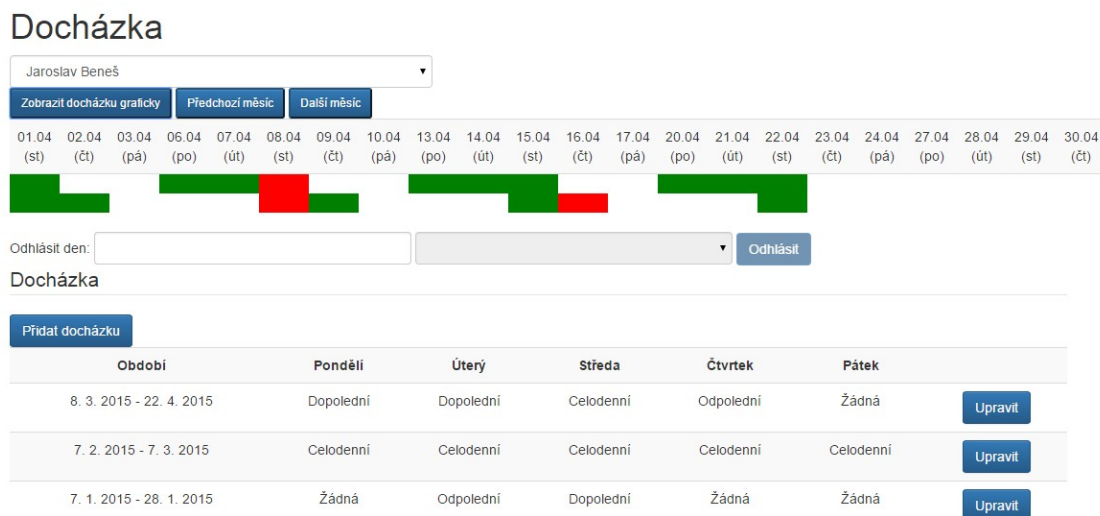 Docházka
Jaroslav Beneš
Zobrazit docházku graficky Předchozí měsíc Další měsíc
01.04 02.04 03.04 06.04 07.04 08.04 09.04 10.04 13.04 14.04 15.04 16.04 17.04 20.04 21.04 22.04 23.04 24.04 27.04 28.04 29.04 30.04
(st) (čt) (pá) (po) (út) (st) (čt) (pá) (po) (út) (st) (čt) (pá) (po) (út) (st) (čt) (pá) (po) (út) (st) (čt)
Odhlásit den: Odhlásit
Docházka
Přidat docházku
Období Pondělí Úterý Středa Čtvrtek Pátek
8. 3. 2015 - 22. 4. 2015 Dopolední Dopolední Celodenní Odpolední Žádná Upravit
7. 2. 2015 - 7. 3. 2015 Celodenní Celodenní Celodenní Celodenní Celodenní Upravit
7. 1. 2015 - 28. 1. 2015 Žádná Odpolední Dopolední Žádná Žádná Upravit